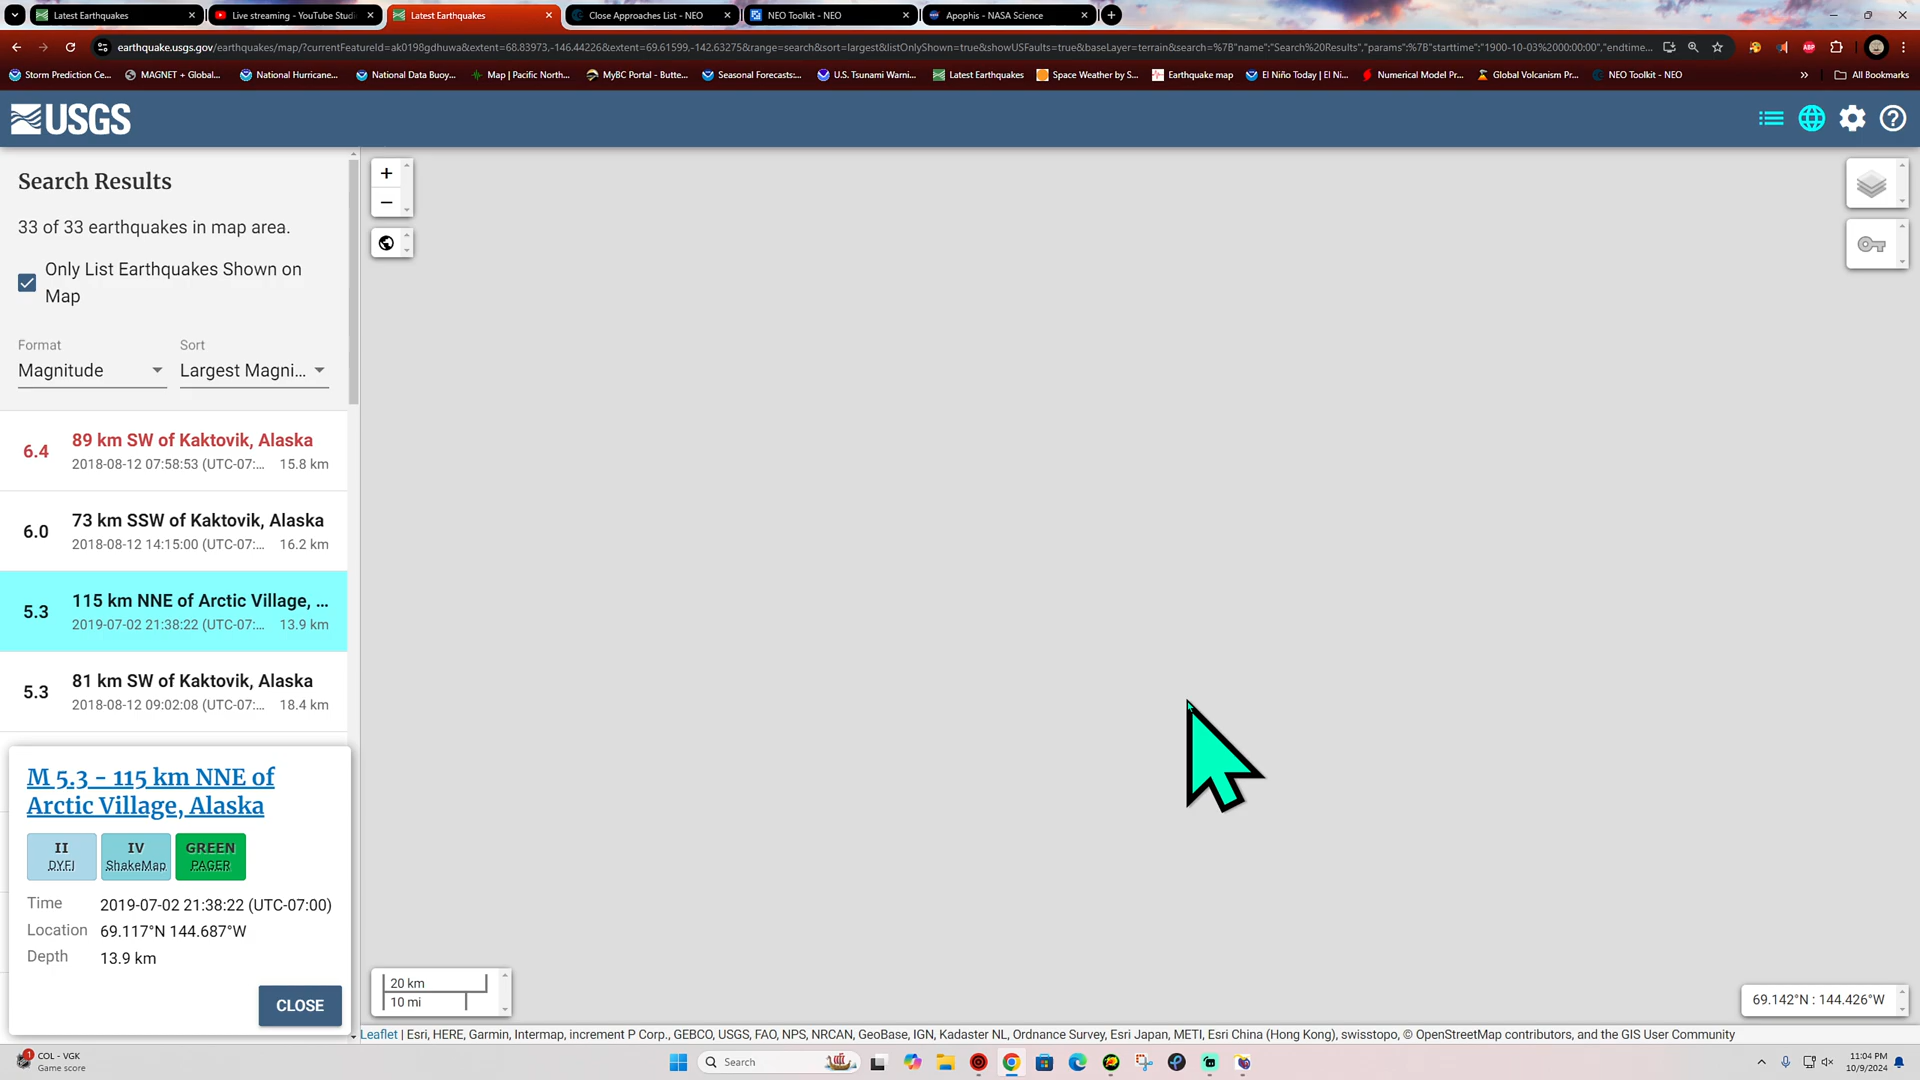 Latest Earthquakes
Live streaming - YouTube Studi
Latest Earthquakes
Close Approaches List - NEO
NEO Toolkit - NEO
Apophis - NASA Science
earthquake.usgs.gov/earthquakes/map/?currentFeatureId=ak0198gdhuwa&extent=68.83973,-146.44226&extent=69.61599,-142.63275&range=search&sort=largest&listOnlyShown=true&showUSFaults=true&baseLayer=terrain&search=%7B"name":"Search%20Results","params":%7B"starttime":"1900-10-03%2000:00:00","endtime...
Storm Prediction Ce...
MAGNET + Global...
National Hurricane...
National Data Buoy...
Map | Pacific North...
MyBC Portal - Butte...
Seasonal Forecasts:...
U.S. Tsunami Warni...
Latest Earthquakes
Space Weather by S...
Earthquake map
El Niño Today | El Ni...
Numerical Model Pr...
Global Volcanism Pr...
NEO Toolkit - NEO
All Bookmarks
USGS
Search Results
33 of 33 earthquakes in map area.
Only List Earthquakes Shown on
Map
Format
Sort
Magnitude
Largest Magni...
6.4
89 km SW of Kaktovik, Alaska
2018-08-12 07:58:53 (UTC-07:... 15.8 km
6.0
73 km SSW of Kaktovik, Alaska
2018-08-12 14:15:00 (UTC-07:... 16.2 km
5.3
115 km NNE of Arctic Village, ...
2019-07-02 21:38:22 (UTC-07:... 13.9 km
5.3
81 km SW of Kaktovik, Alaska
2018-08-12 09:02:08 (UTC-07:... 18.4 km
M 5.3 - 115 km NNE of
Arctic Village, Alaska
II
DYFI
IV
ShakeMap
GREEN
PAGER
Time 2019-07-02 21:38:22 (UTC-07:00)
Location 69.117°N 144.687°W
Depth 13.9 km
CLOSE
20 km
10 mi
69.142°N : 144.426°W
Leaflet | Esri, HERE, Garmin, Intermap, increment P Corp., GEBCO, USGS, FAO, NPS, NRCAN, GeoBase, IGN, Kadaster NL, Ordnance Survey, Esri Japan, METI, Esri China (Hong Kong), swisstopo, © OpenStreetMap contributors, and the GIS User Community
1
COL - VGK
Game score
Search
11:04 PM
10/9/2024